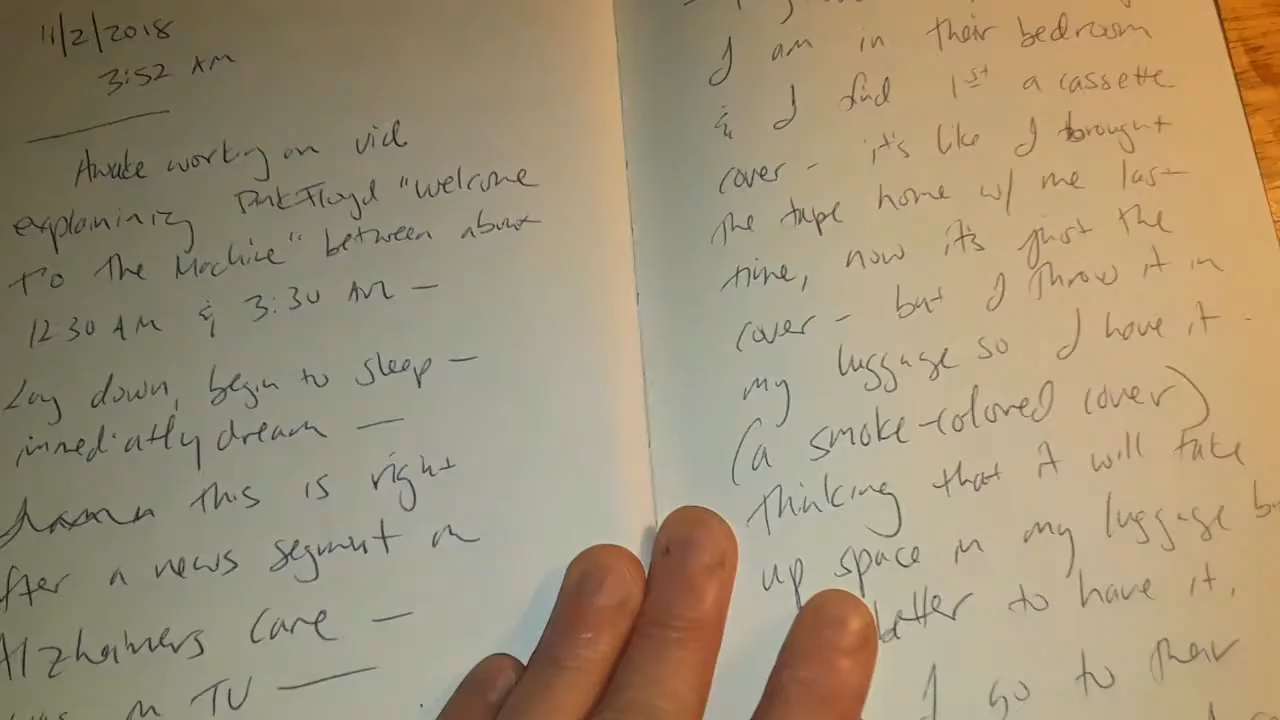 11/2/2018
3:52 AM
Awake working on vid
explaining Pink Floyd "Welcome
To The Machine" between about
12:30 AM & 3:30 AM —
Lay down, begin to sleep —
immediatly dream —
this is right
after a news segment on
Alzheimers Care —
on TV —
I am in their bedroom
& I find 1st a cassette
cover - it's like I brought
the tape home w/ me last
time, now it's just the
cover - but I throw it in
my luggage so I have it.
(a smoke-colored cover)
Thinking that it will take
up space in my luggage
better to have it.
I go to their